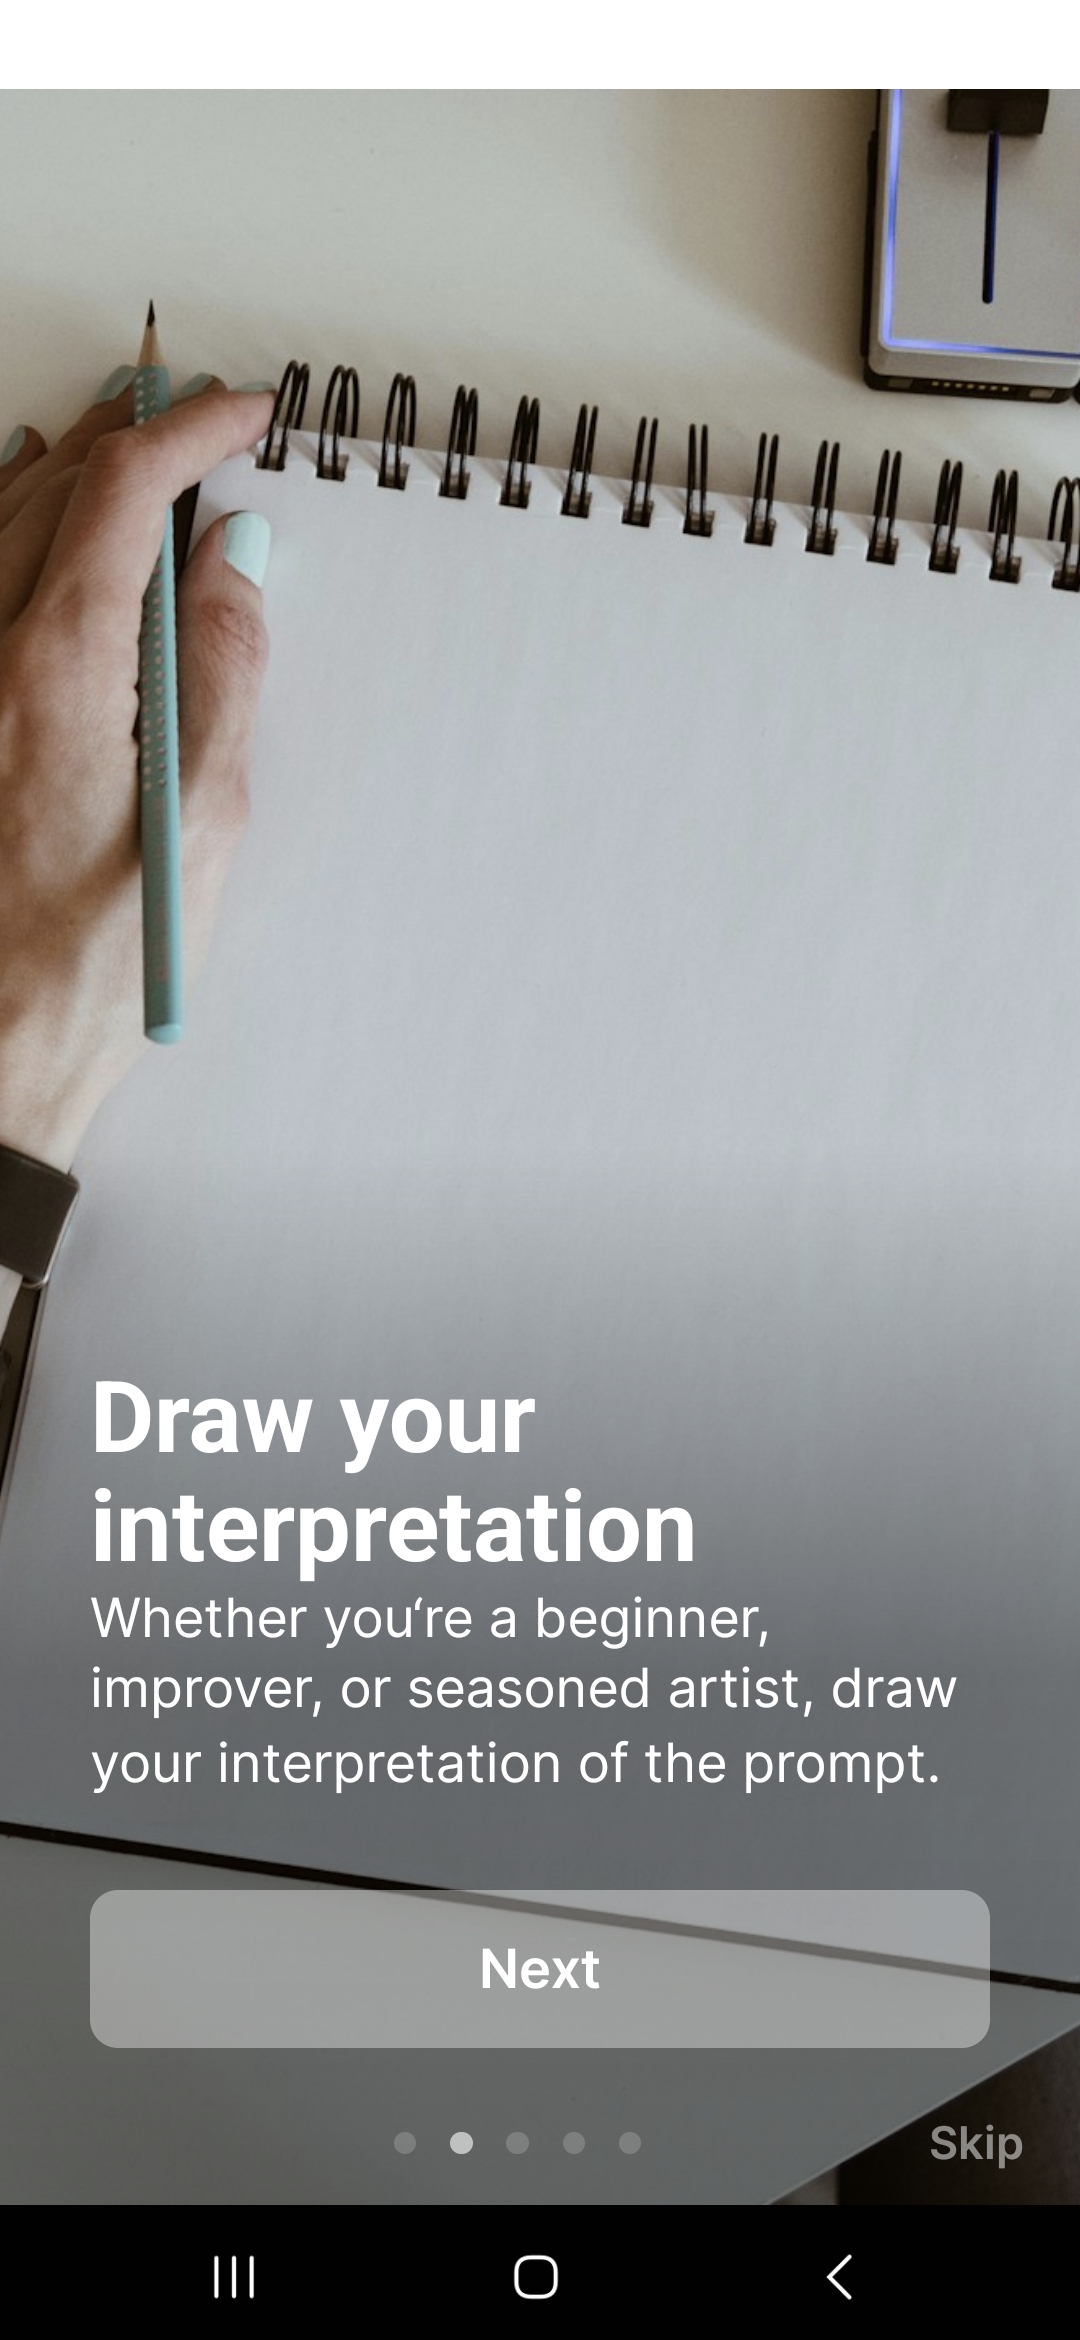 Draw your
interpretation
Whether you‘re a beginner,
improver, or seasoned artist, draw
your interpretation of the prompt.
Next
Skip